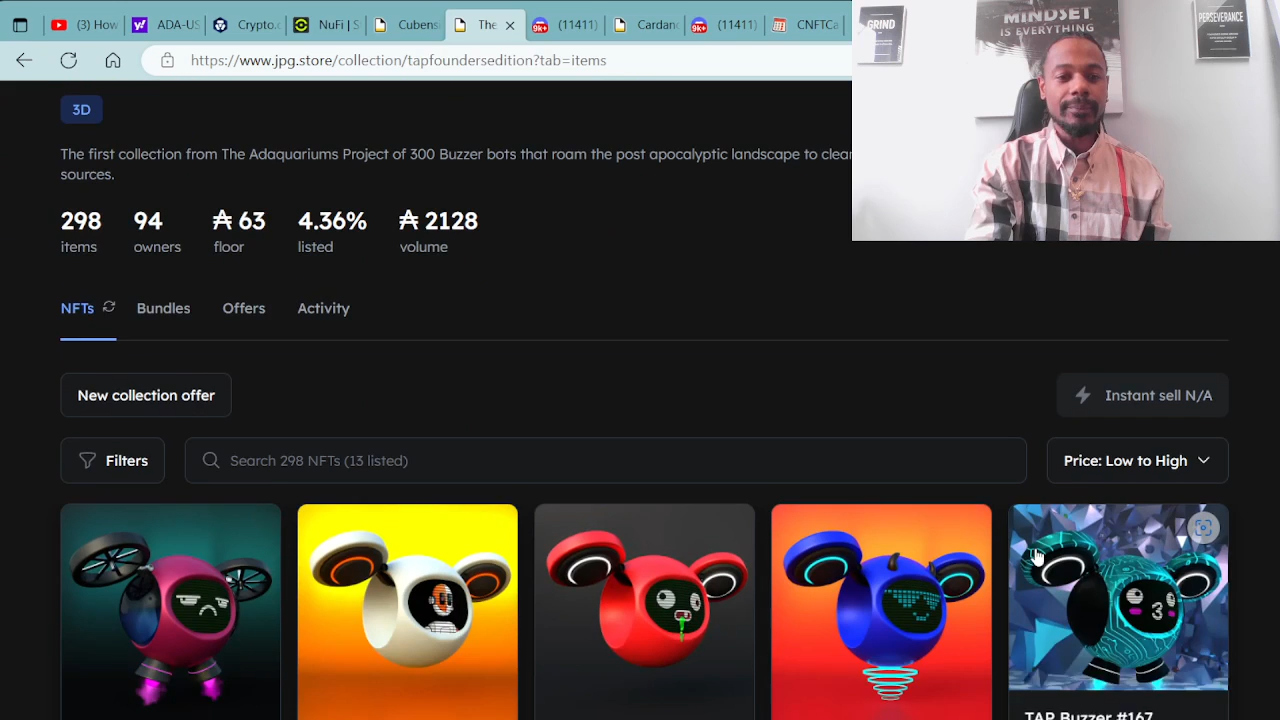 (3) How
ADA-US
Crypto.c
NuFi | S
Cubens
The
(11411)
Cardan
(11411)
CNFTCa
https://www.jpg.store/collection/tapfoundersedition?tab=items
GRIND
MINDSET
IS EVERYTHING
PERSEVERANCE
3D
The first collection from The Adaquariums Project of 300 Buzzer bots that roam the post apocalyptic landscape to clear
sources.
298 94 ₳ 63 4.36% ₳ 2128
items owners floor listed volume
NFTs Bundles Offers Activity
New collection offer
Instant sell N/A
Filters
Search 298 NFTs (13 listed)
Price: Low to High
TAP Buzzer #167